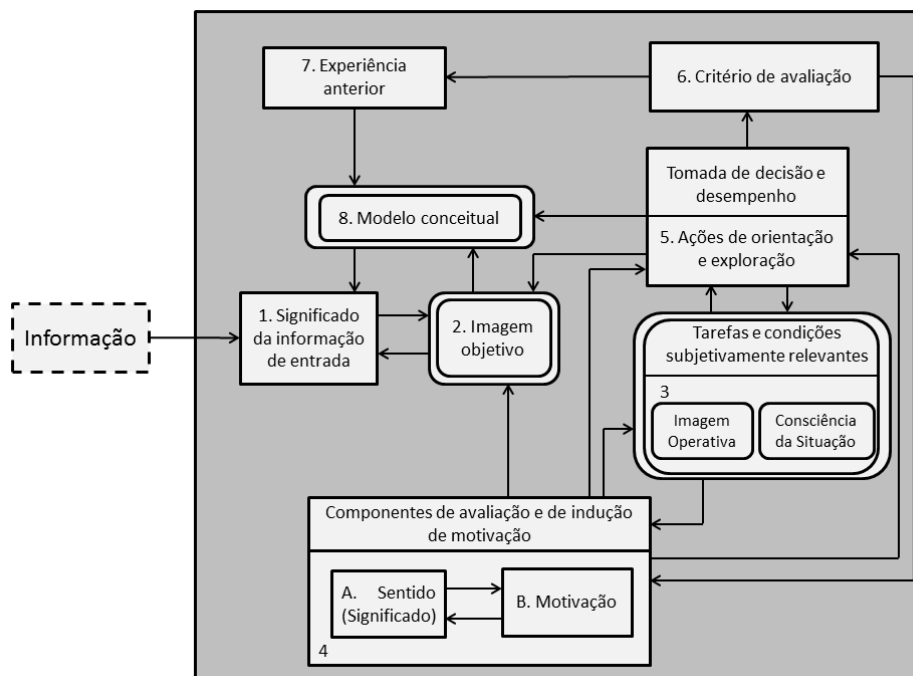 7. Experiência
anterior
6. Critério de avaliação
Tomada de decisão e
desempenho
8. Modelo conceitual
5. Ações de orientação
e exploração
Informação
1. Significado
da informação
de entrada
2. Imagem
objetivo
Tarefas e condições
subjetivamente relevantes
3
Imagem
Operativa
Consciência
da Situação
Componentes de avaliação e de indução
de motivação
A. Sentido
(Significado)
B. Motivação
4